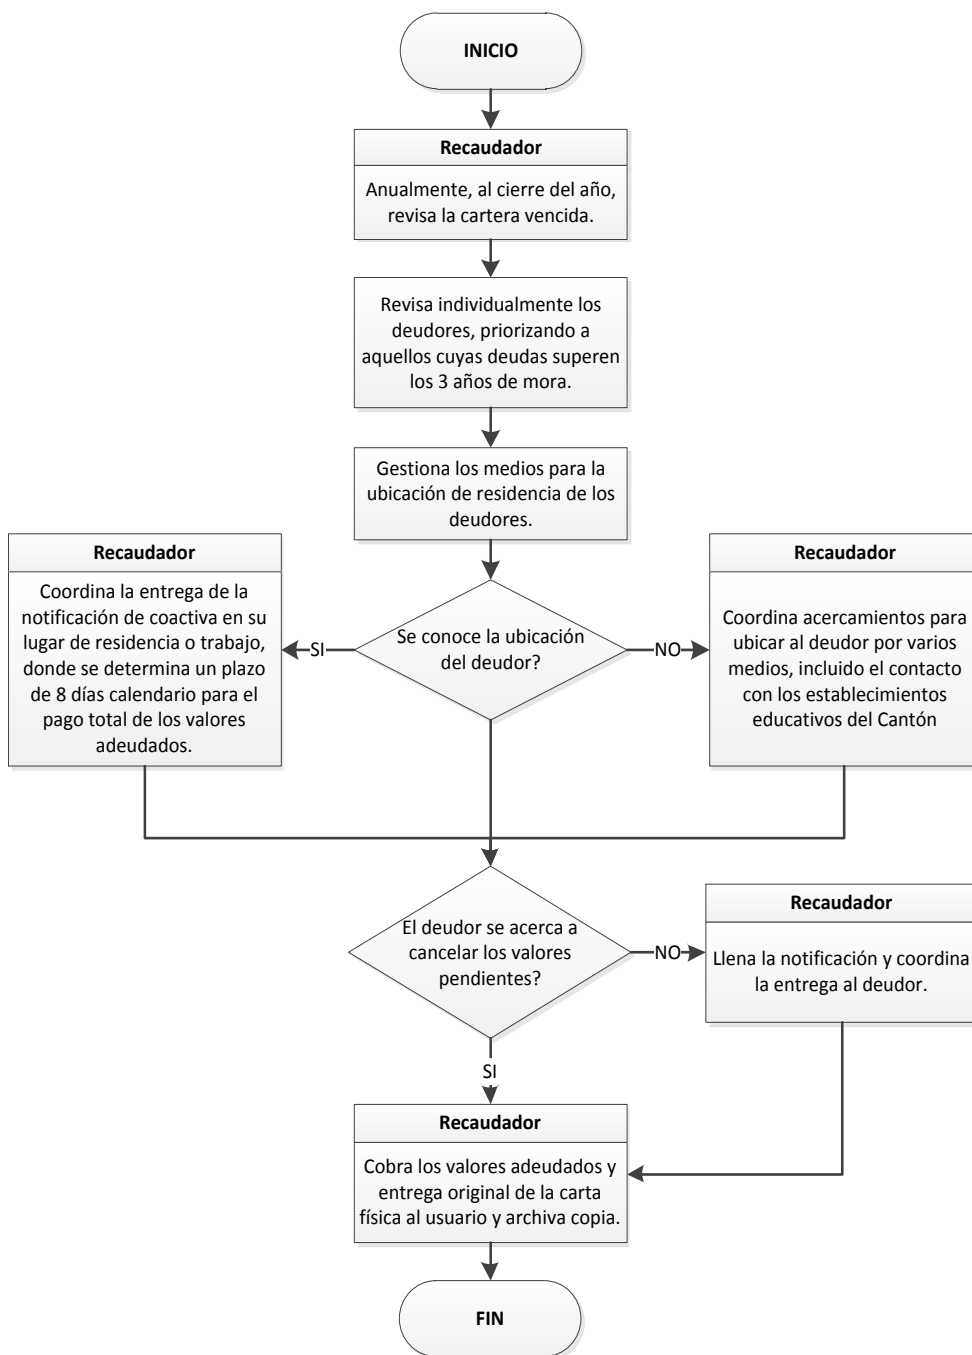 INICIO
Recaudador
Anualmente, al cierre del año,
revisa la cartera vencida.
Revisa individualmente los
deudores, priorizando a
aquellos cuyas deudas superen
los 3 años de mora.
Gestiona los medios para la
ubicación de residencia de los
deudores.
Recaudador
Coordina la entrega de la
notificación de coactiva en su
lugar de residencia o trabajo,
donde se determina un plazo
de 8 días calendario para el
pago total de los valores
adeudados.
SI
Se conoce la ubicación
del deudor?
NO
Recaudador
Coordina acercamientos para
ubicar al deudor por varios
medios, incluido el contacto
con los establecimientos
educativos del Cantón
El deudor se acerca a
cancelar los valores
pendientes?
NO
Recaudador
Llena la notificación y coordina
la entrega al deudor.
SI
Recaudador
Cobra los valores adeudados y
entrega original de la carta
física al usuario y archiva copia.
FIN